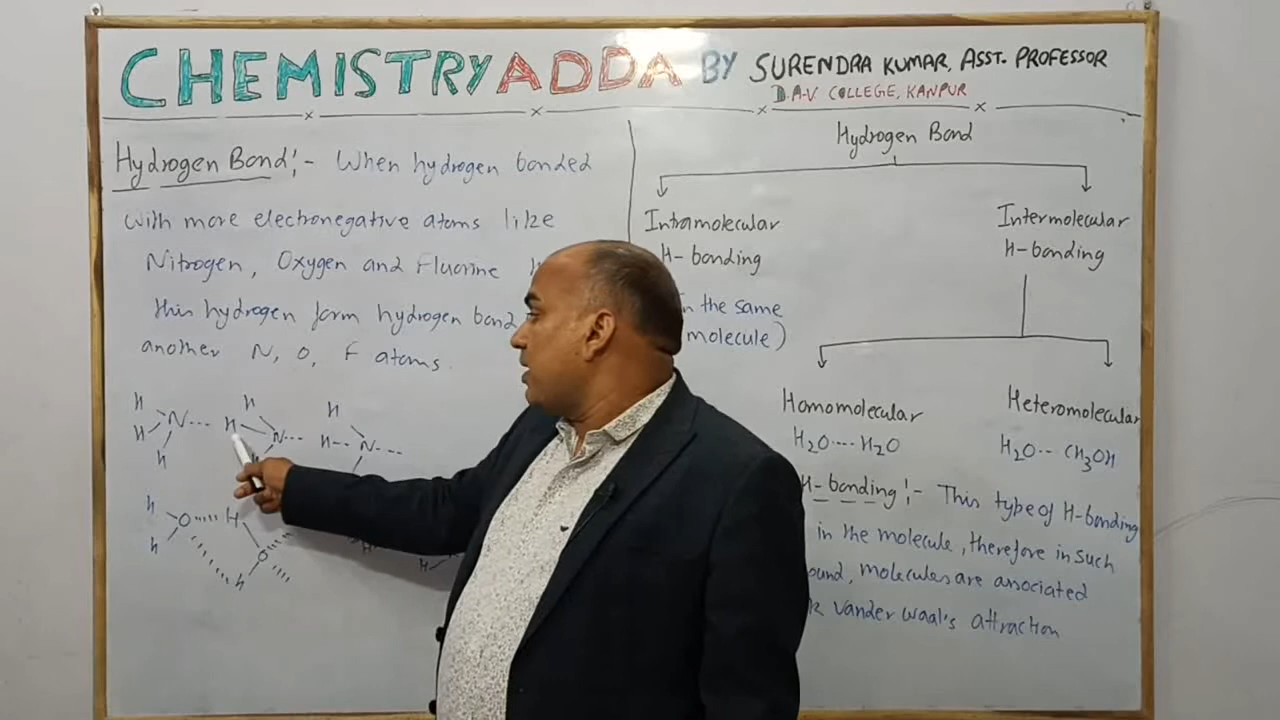 CHEMISTRY ADDA BY SURENDRA KUMAR, ASST. PROFESSOR
D.A-V COLLEGE, KANPUR
Hydrogen Bond:- When hydrogen bonded
with more electronegative atoms like
Nitrogen, Oxygen and Fluorine
this hydrogen form hydrogen bond
another N, O, F atoms.
H H H
N --- H N --- H -- N ---
H
H
H O H
H O
H
H
Hydrogen Bond
Intramolecular
H-bonding
in the same
molecule)
Intermolecular
H-bonding
Homomolecular
H2O ---- H2O
Heteromolecular
H2O -- CH3OH
H-bonding:- This type of H-bonding
in the molecule, therefore in such
molecules are associated
Vander waal's attraction